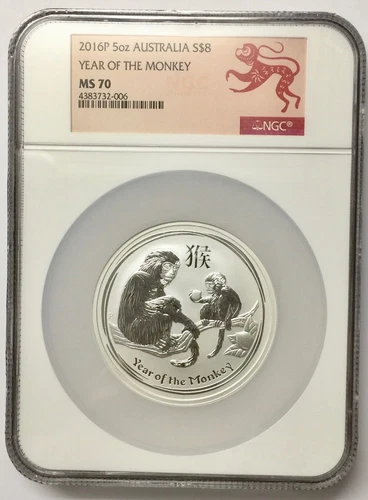 2016P 5oz AUSTRALIA S$8
YEAR OF THE MONKEY
MS 70
4383732-006
NGC®
猴
Year of the Monkey